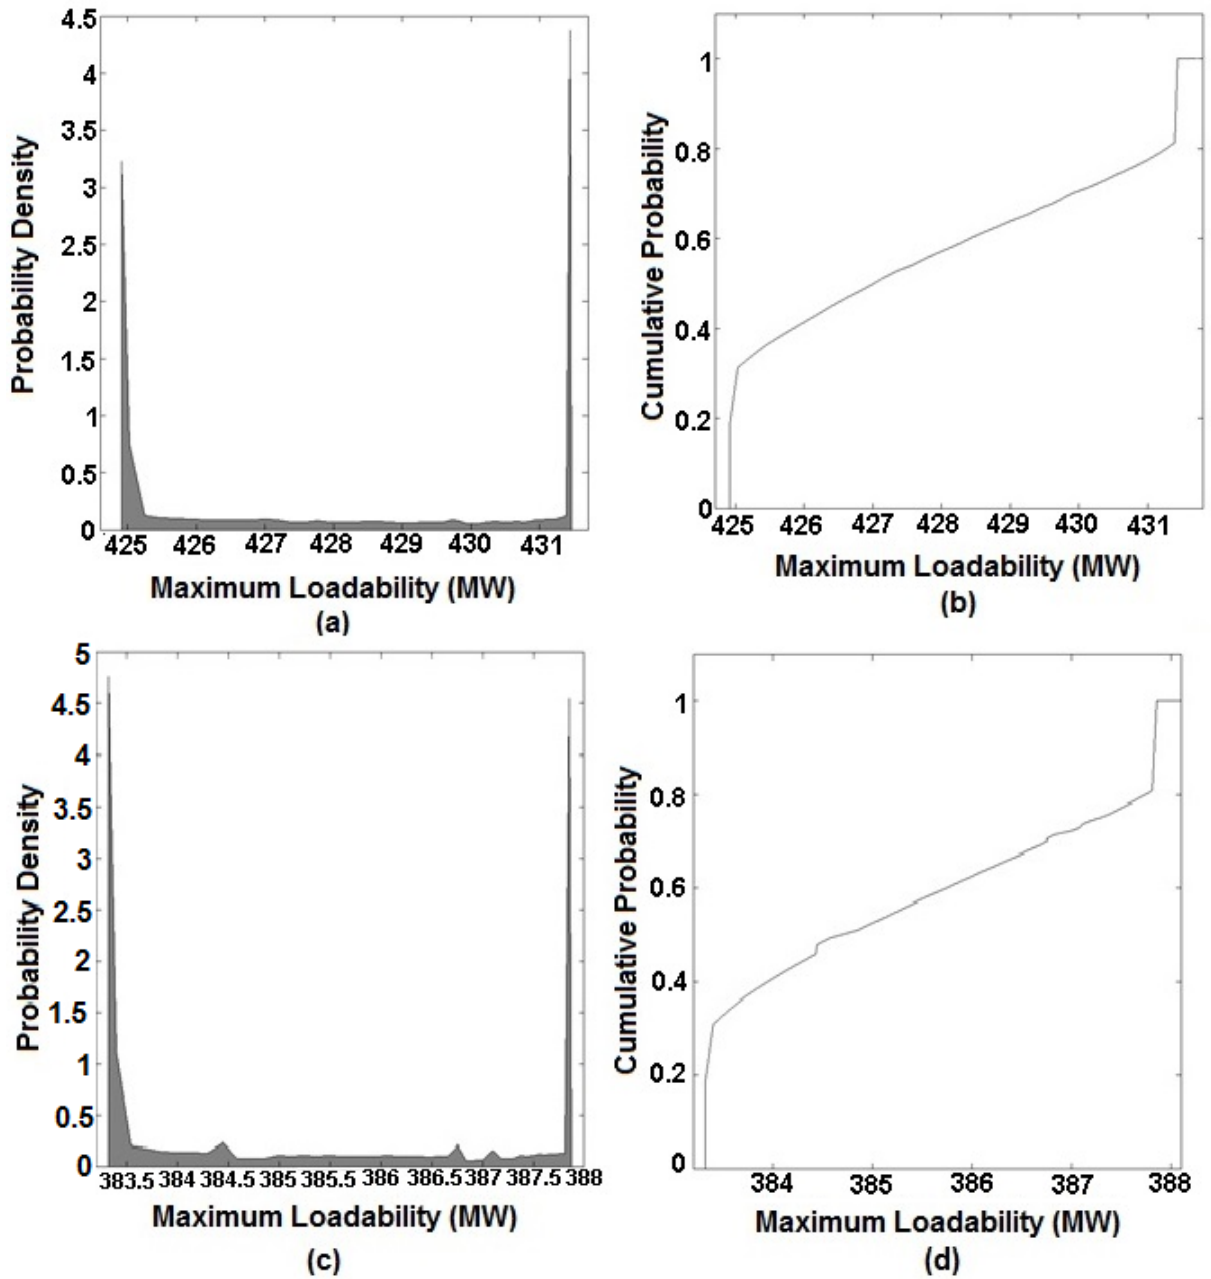 4.5
4
3.5
3
2.5
2
1.5
1
0.5
0
Probability Density
425 426 427 428 429 430 431
Maximum Loadability (MW)
(a)
1
0.8
0.6
0.4
0.2
0
Cumulative Probability
425 426 427 428 429 430 431
Maximum Loadability (MW)
(b)
5
4.5
4
3.5
3
2.5
2
1.5
1
0.5
0
Probability Density
383.5 384 384.5 385 385.5 386 386.5 387 387.5 388
Maximum Loadability (MW)
(c)
1
0.8
0.6
0.4
0.2
0
Cumulative Probability
384 385 386 387 388
Maximum Loadability (MW)
(d)